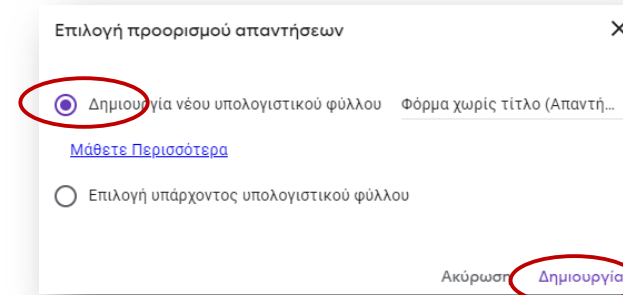 Επιλογή προορισμού απαντήσεων
Δημιουργία νέου υπολογιστικού φύλλου Φόρμα χωρίς τίτλο (Απαντή...
Μάθετε Περισσότερα
Επιλογή υπάρχοντος υπολογιστικού φύλλου
Ακύρωση Δημιουργία